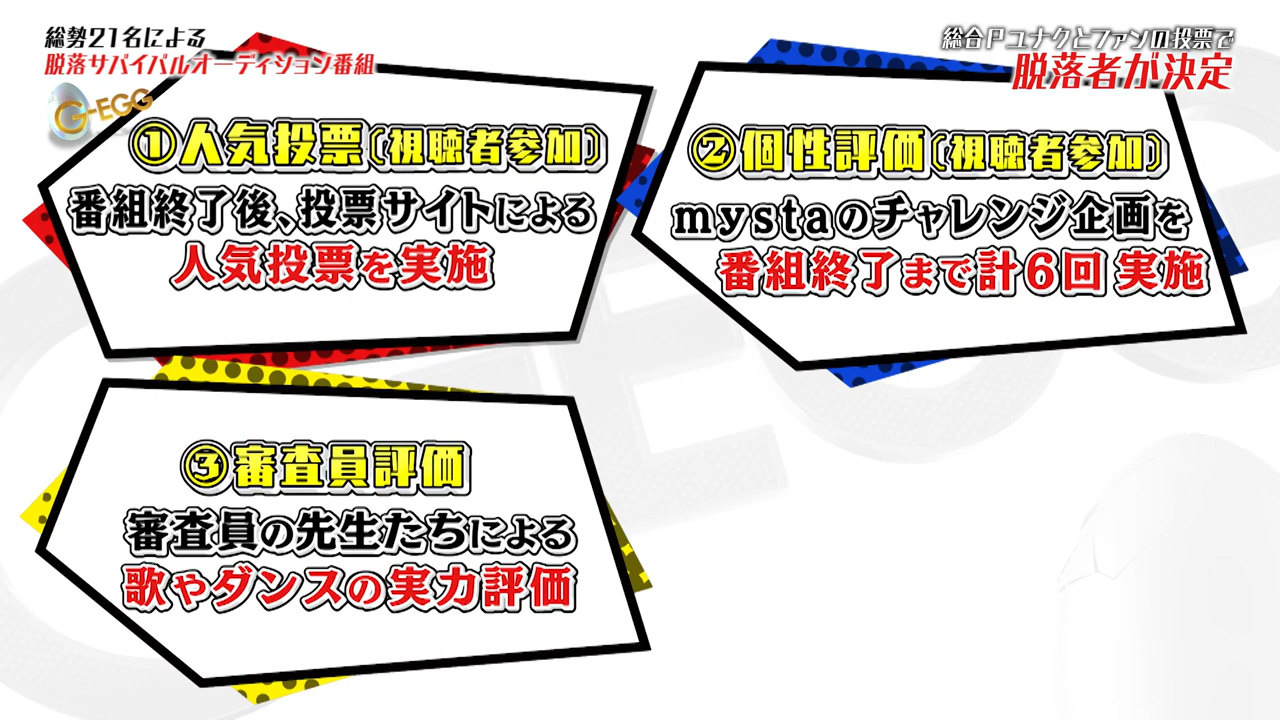 総勢21名による
脱落サバイバルオーディション番組
G-EGG
総合Pユナクとファンの投票で
脱落者が決定
①人気投票(視聴者参加)
番組終了後、投票サイトによる
人気投票を実施
②個性評価(視聴者参加)
mystaのチャレンジ企画を
番組終了まで計6回 実施
③審査員評価
審査員の先生たちによる
歌やダンスの実力評価